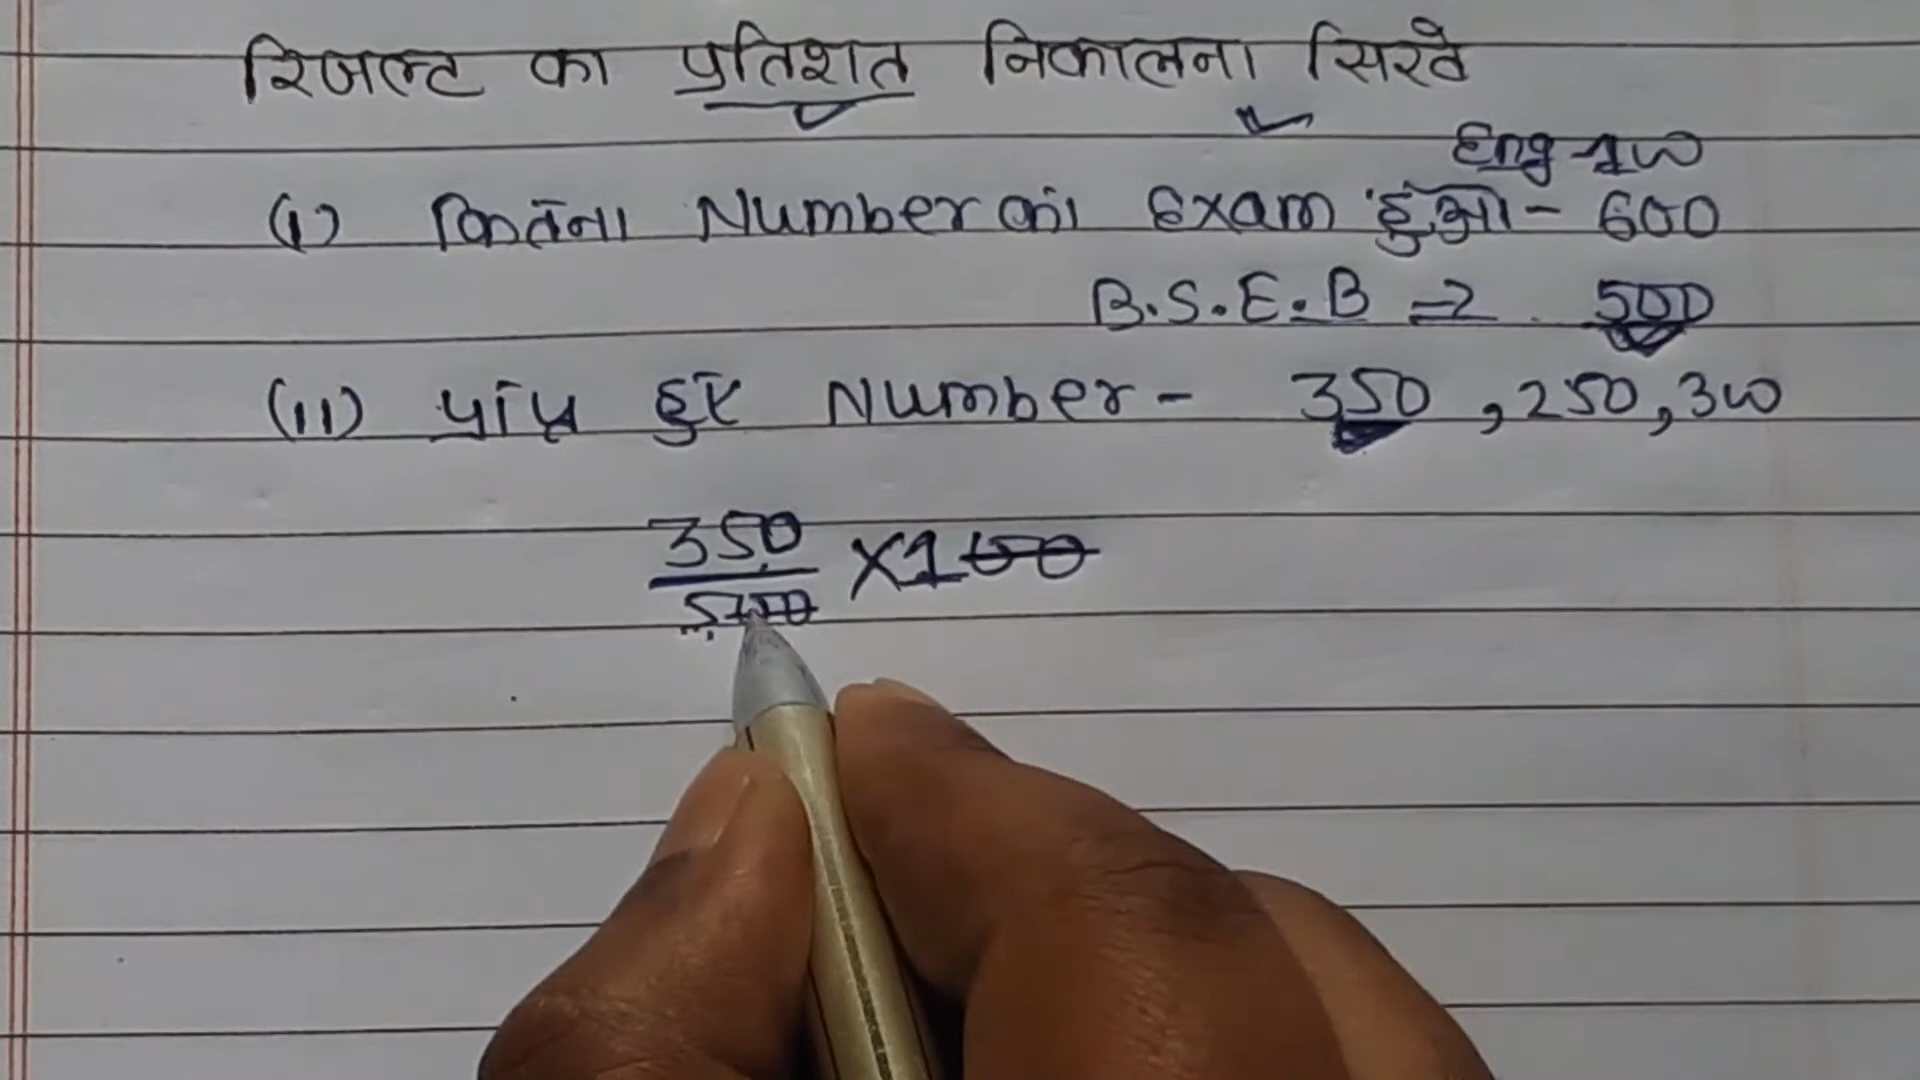 रिजल्ट का प्रतिशत निकालना सिखे
Eng-100
(i) कितना Number का Exam हुआ- 600
B.S.E.B => 500
(ii) प्राप्त हुए Number- 350, 250, 300
350
500 ×100